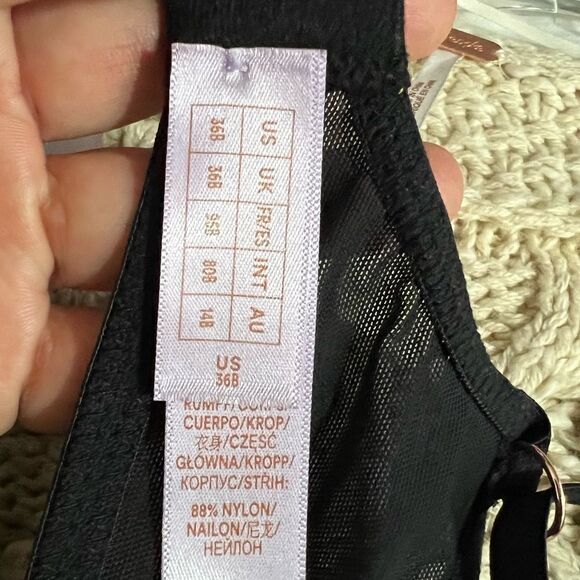 US UK FR/ES INT AU
36B 36B 95B 80B 14B
US
36B
CUERPO/KROP/
衣身/CZĘŚĆ
GŁÓWNA/KROPP/
КОРПУС/STŘIH:
88% NYLON/
NAILON/尼龙/
НЕЙЛОН